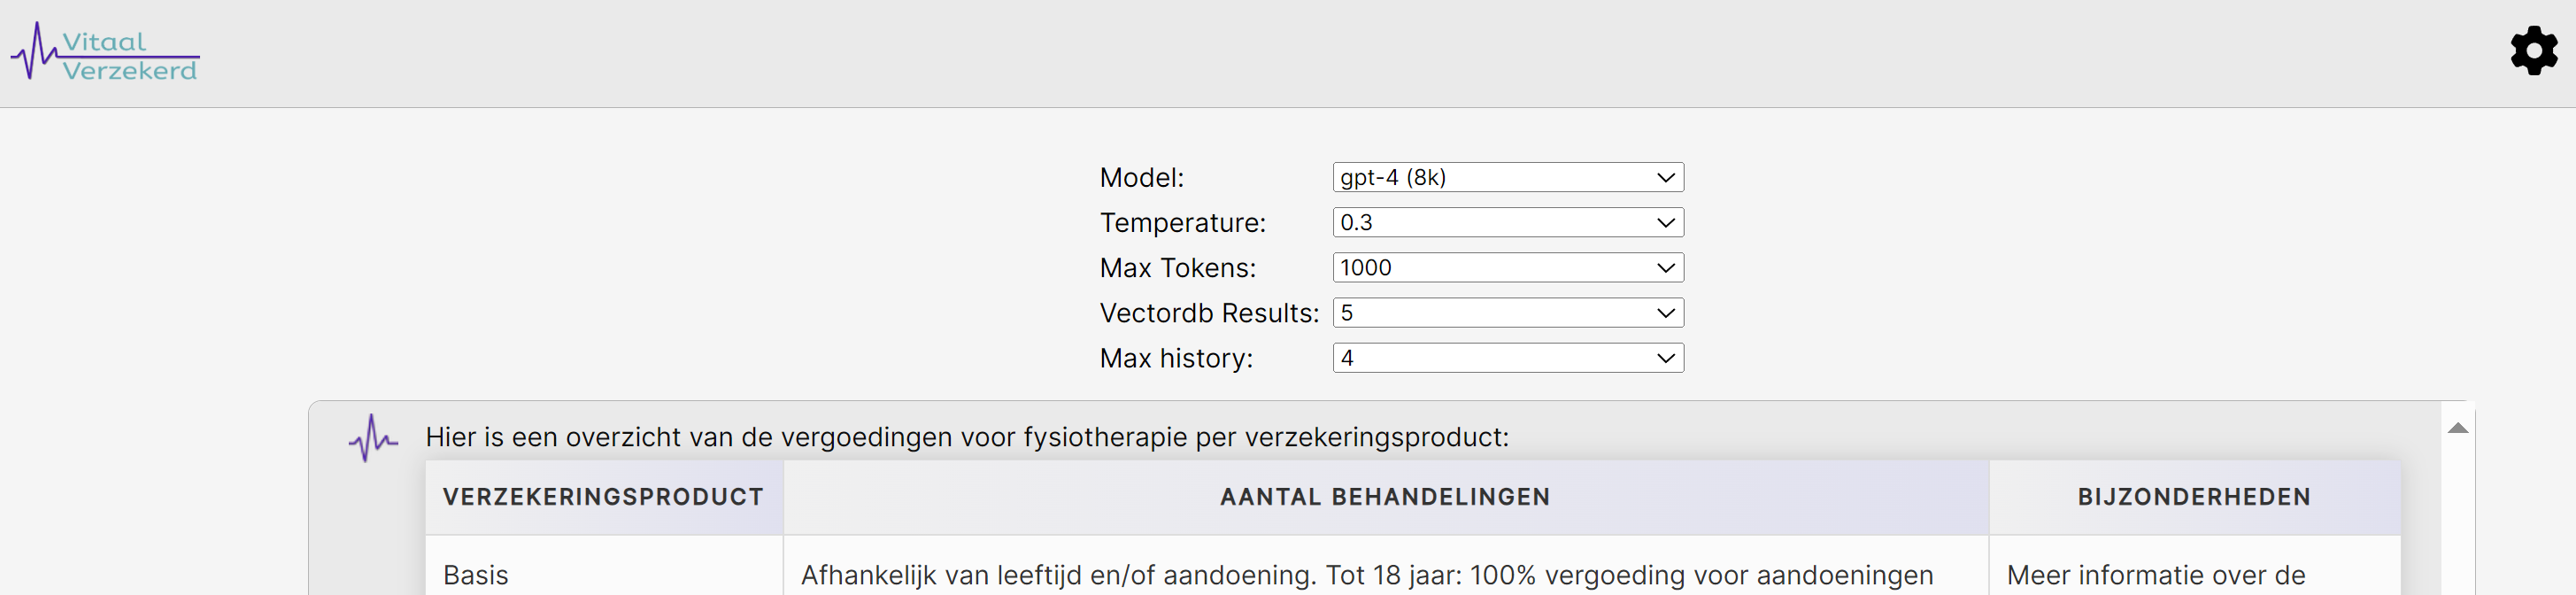 Vitaal
Verzekerd
Model: gpt-4 (8k)
Temperature: 0.3
Max Tokens: 1000
Vectordb Results: 5
Max history: 4
Hier is een overzicht van de vergoedingen voor fysiotherapie per verzekeringsproduct:
VERZEKERINGSPRODUCT AANTAL BEHANDELINGEN BIJZONDERHEDEN
Basis Afhankelijk van leeftijd en/of aandoening. Tot 18 jaar: 100% vergoeding voor aandoeningen Meer informatie over de